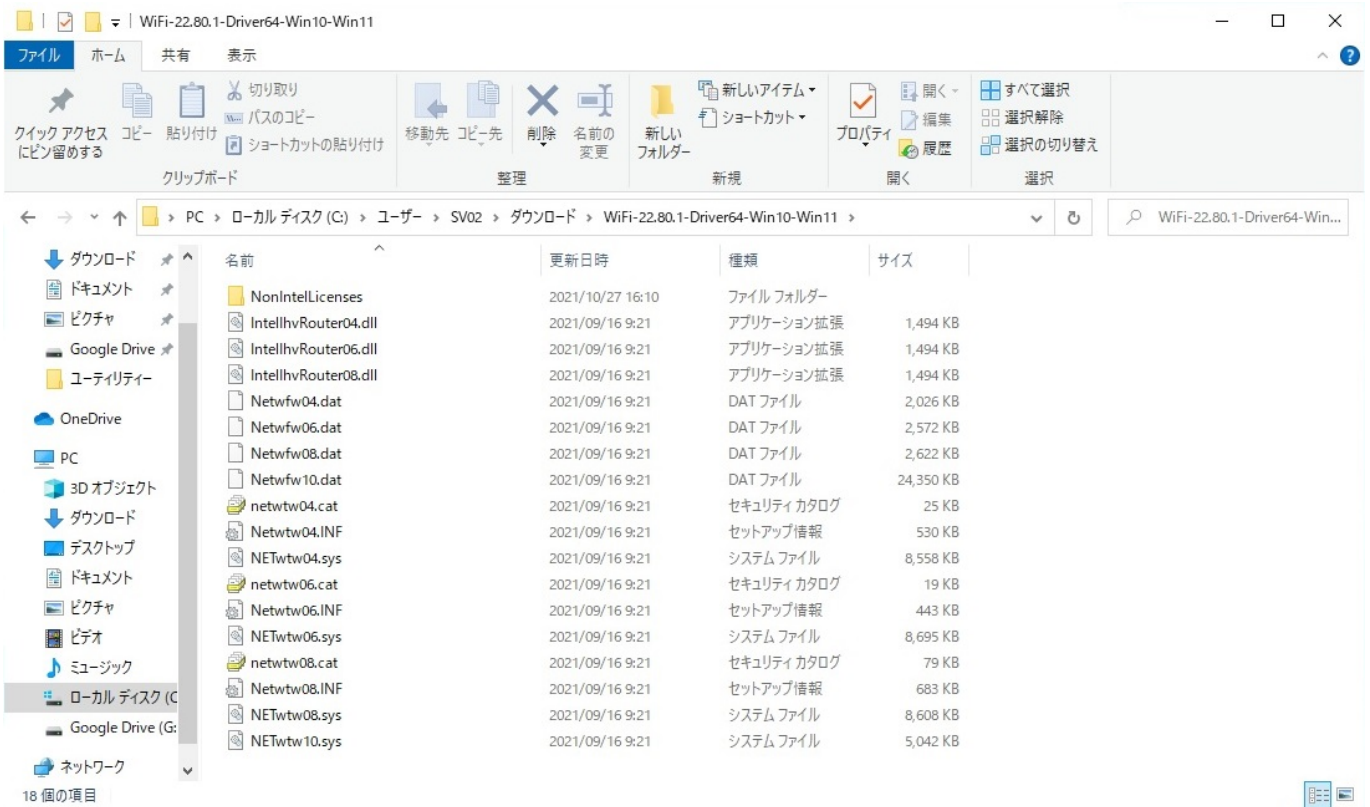 WiFi-22.80.1-Driver64-Win10-Win11
ファイル ホーム 共有 表示
クイック アクセスにピン留めする
コピー
貼り付け
切り取り
パスのコピー
ショートカットの貼り付け
クリップボード
移動先
コピー先
削除
名前の変更
整理
新しいフォルダー
新しいアイテム
ショートカット
新規
プロパティ
開く
編集
履歴
開く
すべて選択
選択解除
選択の切り替え
選択
PC › ローカル ディスク (C:) › ユーザー › SV02 › ダウンロード › WiFi-22.80.1-Driver64-Win10-Win11 ›
WiFi-22.80.1-Driver64-Win...
ダウンロード
ドキュメント
ピクチャ
Google Drive
ユーティリティー
OneDrive
PC
3D オブジェクト
ダウンロード
デスクトップ
ドキュメント
ピクチャ
ビデオ
ミュージック
ローカル ディスク (C
Google Drive (G:
ネットワーク
名前 更新日時 種類 サイズ
NonIntelLicenses 2021/10/27 16:10 ファイル フォルダー
IntelIhvRouter04.dll 2021/09/16 9:21 アプリケーション拡張 1,494 KB
IntelIhvRouter06.dll 2021/09/16 9:21 アプリケーション拡張 1,494 KB
IntelIhvRouter08.dll 2021/09/16 9:21 アプリケーション拡張 1,494 KB
Netwfw04.dat 2021/09/16 9:21 DAT ファイル 2,026 KB
Netwfw06.dat 2021/09/16 9:21 DAT ファイル 2,572 KB
Netwfw08.dat 2021/09/16 9:21 DAT ファイル 2,622 KB
Netwfw10.dat 2021/09/16 9:21 DAT ファイル 24,350 KB
netwtw04.cat 2021/09/16 9:21 セキュリティ カタログ 25 KB
Netwtw04.INF 2021/09/16 9:21 セットアップ情報 530 KB
NETwtw04.sys 2021/09/16 9:21 システム ファイル 8,558 KB
netwtw06.cat 2021/09/16 9:21 セキュリティ カタログ 19 KB
Netwtw06.INF 2021/09/16 9:21 セットアップ情報 443 KB
NETwtw06.sys 2021/09/16 9:21 システム ファイル 8,695 KB
netwtw08.cat 2021/09/16 9:21 セキュリティ カタログ 79 KB
Netwtw08.INF 2021/09/16 9:21 セットアップ情報 683 KB
NETwtw08.sys 2021/09/16 9:21 システム ファイル 8,608 KB
NETwtw10.sys 2021/09/16 9:21 システム ファイル 5,042 KB
18 個の項目